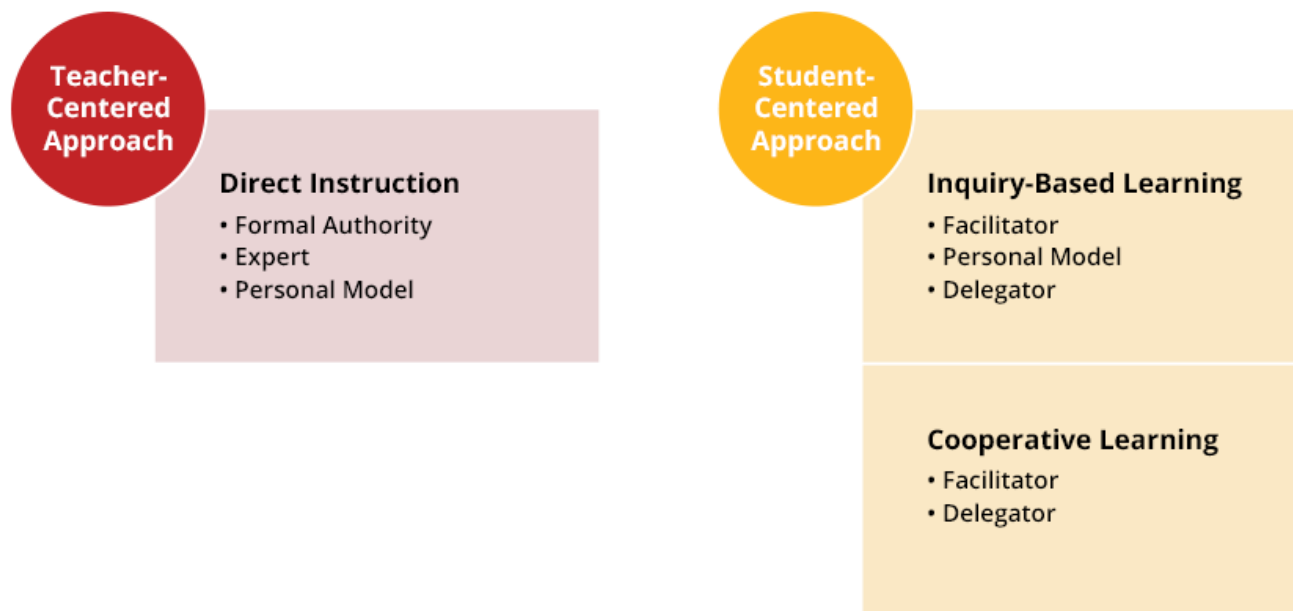 Teacher-
Centered
Approach
Direct Instruction
• Formal Authority
• Expert
• Personal Model
Student-
Centered
Approach
Inquiry-Based Learning
• Facilitator
• Personal Model
• Delegator
Cooperative Learning
• Facilitator
• Delegator